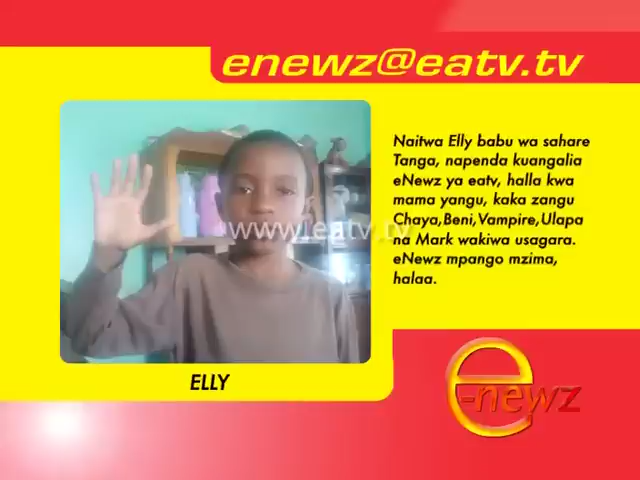 enewz@eatv.tv
Naitwa Elly babu wa sahare
Tanga, napenda kuangalia
eNewz ya eatv, halla kwa
mama yangu, kaka zangu
Chaya,Beni,Vampire,Ulapa
na Mark wakiwa usagara.
eNewz mpango mzima,
halaa.
www.eatv.tv
ELLY
e-newz